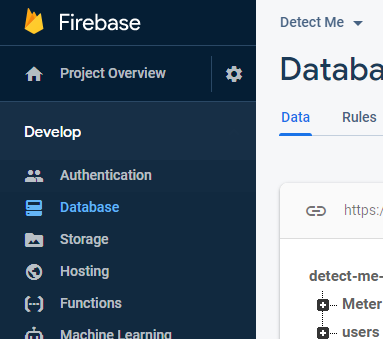 Firebase
Project Overview
Develop
Authentication
Database
Storage
Hosting
Functions
Machine Learning
Detect Me
Databa
Data Rules
https:/
detect-me-
Meter
users